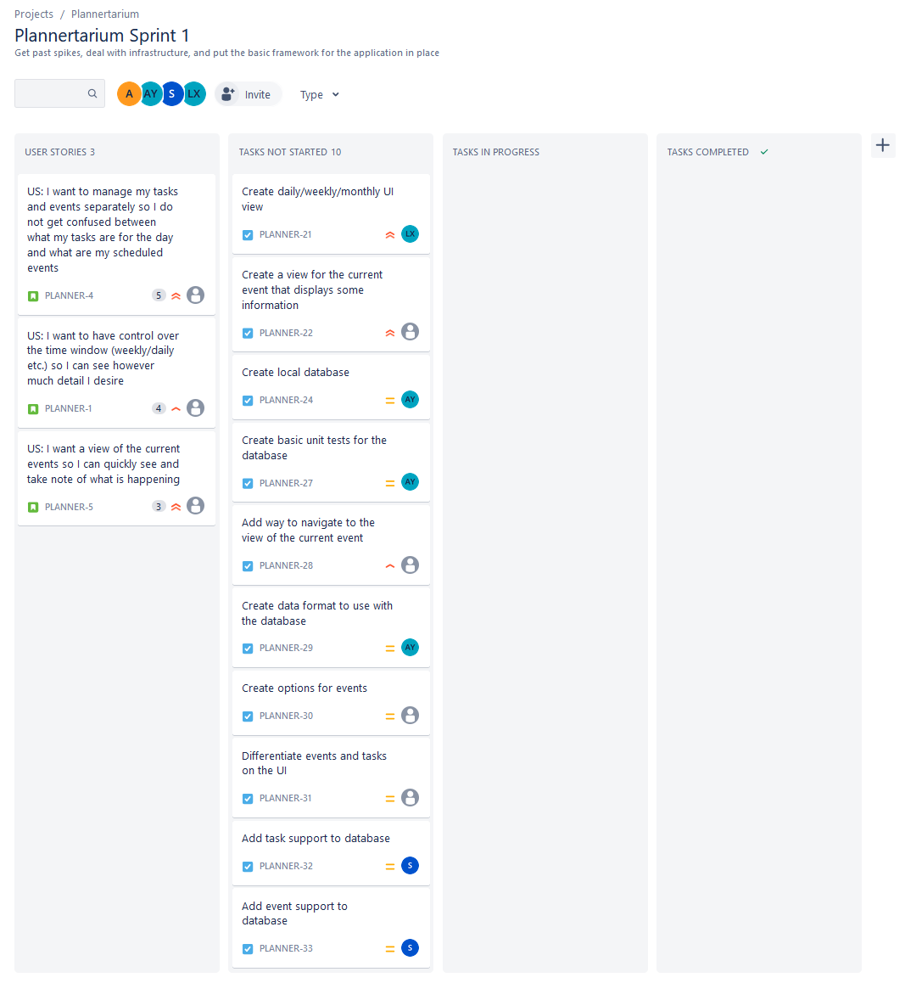 Projects / Plannertarium
Plannertarium Sprint 1
Get past spikes, deal with infrastructure, and put the basic framework for the application in place
A AY S LX Invite Type
USER STORIES 3
US: I want to manage my tasks
and events separately so I do
not get confused between
what my tasks are for the day
and what are my scheduled
events
PLANNER-4 5
US: I want to have control over
the time window (weekly/daily
etc.) so I can see however
much detail I desire
PLANNER-1 4
US: I want a view of the current
events so I can quickly see and
take note of what is happening
PLANNER-5 3
TASKS NOT STARTED 10
Create daily/weekly/monthly UI
view
PLANNER-21 LX
Create a view for the current
event that displays some
information
PLANNER-22
Create local database
PLANNER-24 AY
Create basic unit tests for the
database
PLANNER-27 AY
Add way to navigate to the
view of the current event
PLANNER-28
Create data format to use with
the database
PLANNER-29 AY
Create options for events
PLANNER-30
Differentiate events and tasks
on the UI
PLANNER-31
Add task support to database
PLANNER-32 S
Add event support to
database
PLANNER-33 S
TASKS IN PROGRESS
TASKS COMPLETED